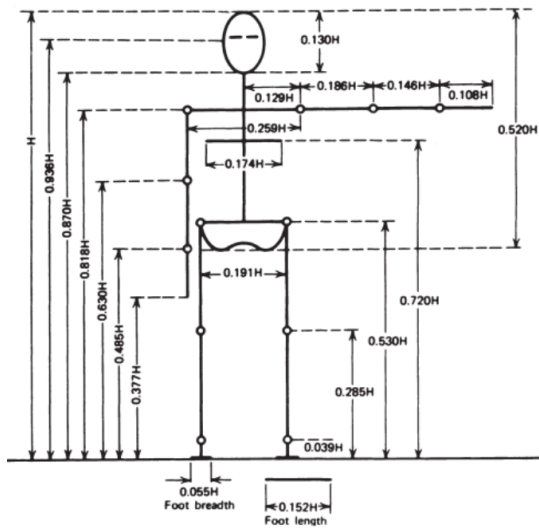 0.130H
0.186H
0.146H
0.129H
0.108H
0.259H
0.520H
0.174H
H
0.936H
0.870H
0.818H
0.630H
0.485H
0.377H
0.191H
0.720H
0.530H
0.285H
0.039H
0.055H
Foot breadth
0.152H
Foot length